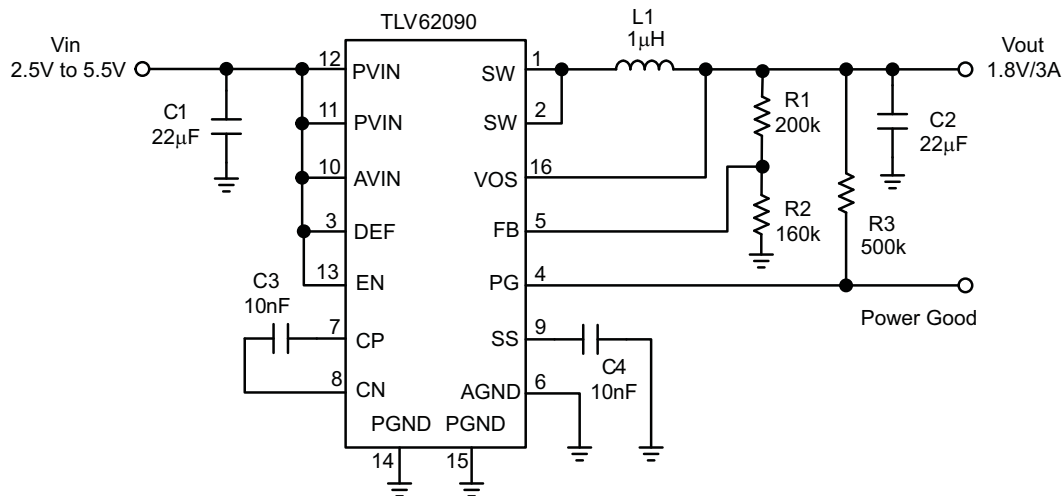 TLV62090
L1
1μH
Vin
2.5V to 5.5V
Vout
1.8V/3A
12
PVIN
SW
1
C1
22μF
11
PVIN
SW
2
R1
200k
C2
22μF
10
AVIN
VOS
16
3
DEF
FB
5
R2
160k
R3
500k
13
EN
PG
4
Power Good
C3
10nF
7
CP
SS
9
C4
10nF
8
CN
AGND
6
PGND
PGND
14
15